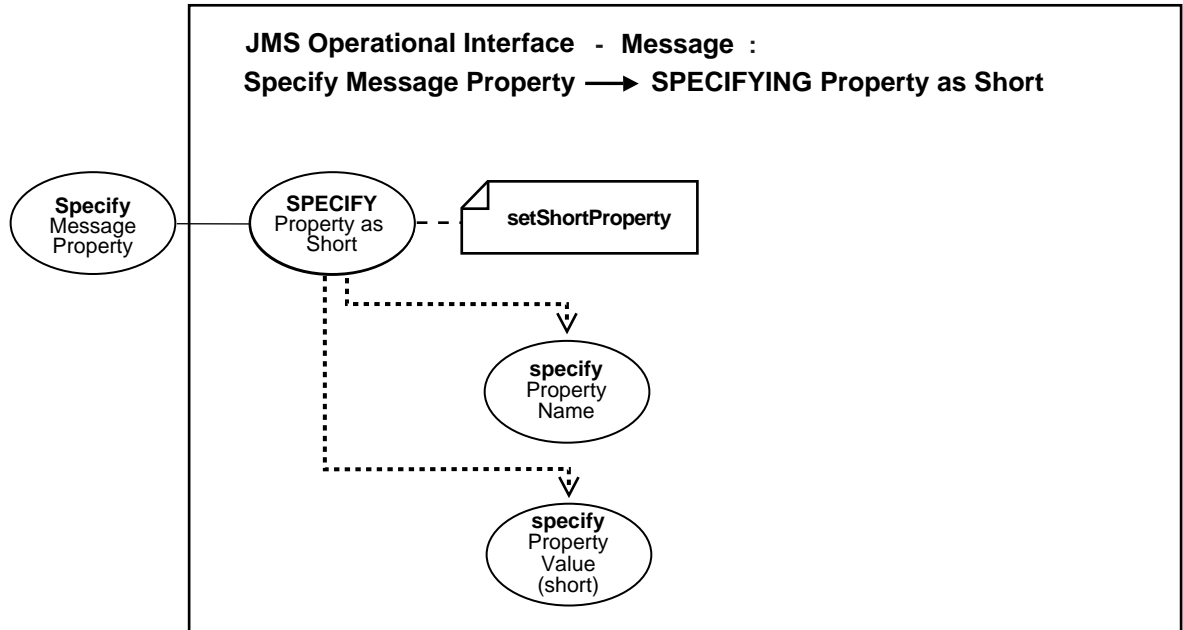 JMS Operational Interface - Message :
Specify Message Property → SPECIFYING Property as Short
Specify
Message
Property
SPECIFY
Property as
Short
setShortProperty
specify
Property
Name
specify
Property
Value
(short)